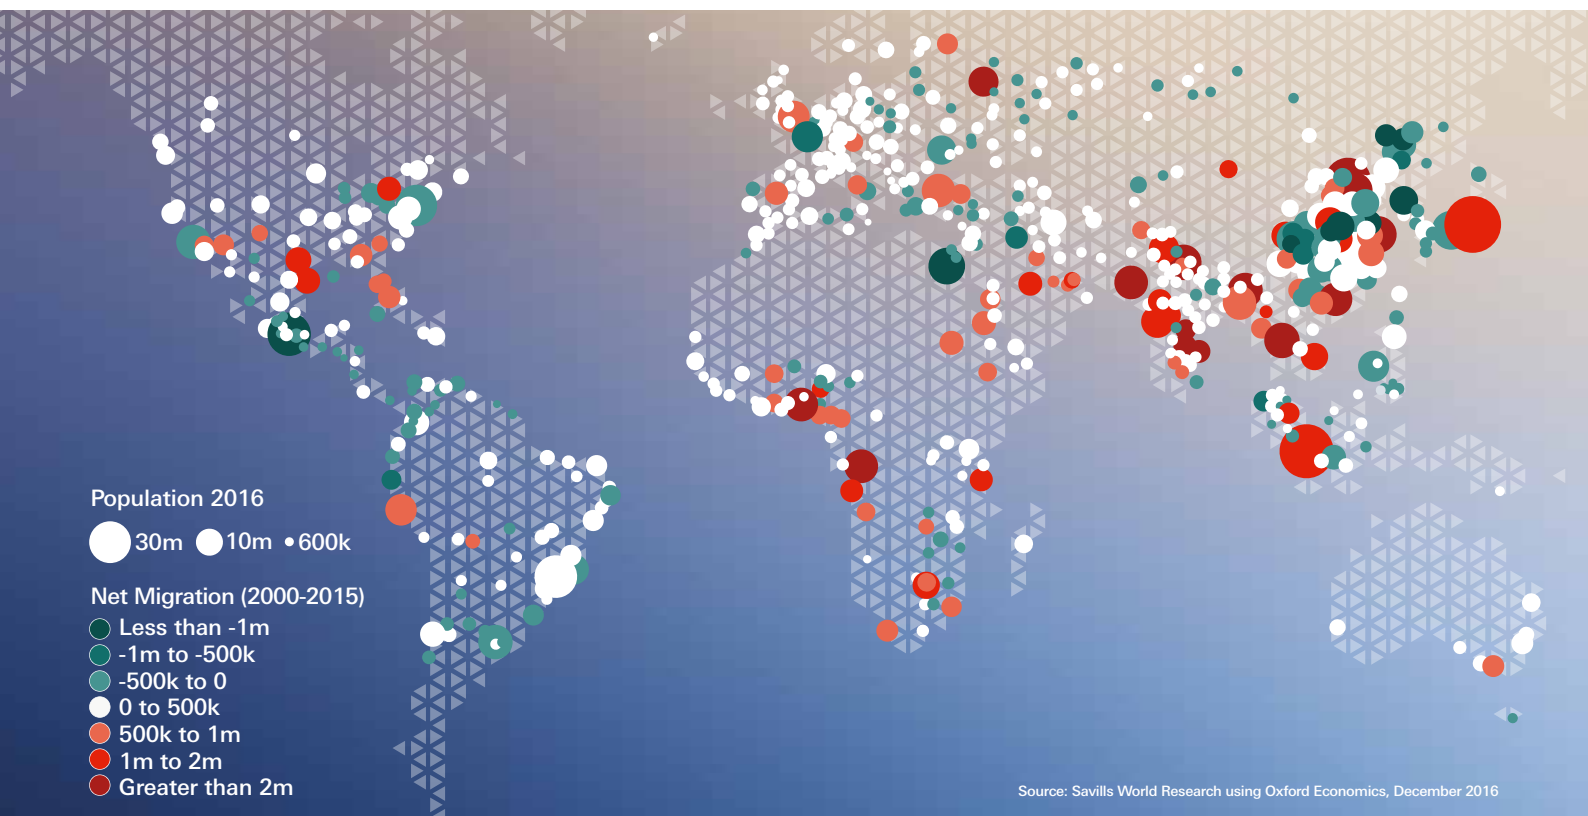 Population 2016
30m 10m 600k
Net Migration (2000-2015)
Less than -1m
-1m to -500k
-500k to 0
0 to 500k
500k to 1m
1m to 2m
Greater than 2m
Source: Savills World Research using Oxford Economics, December 2016